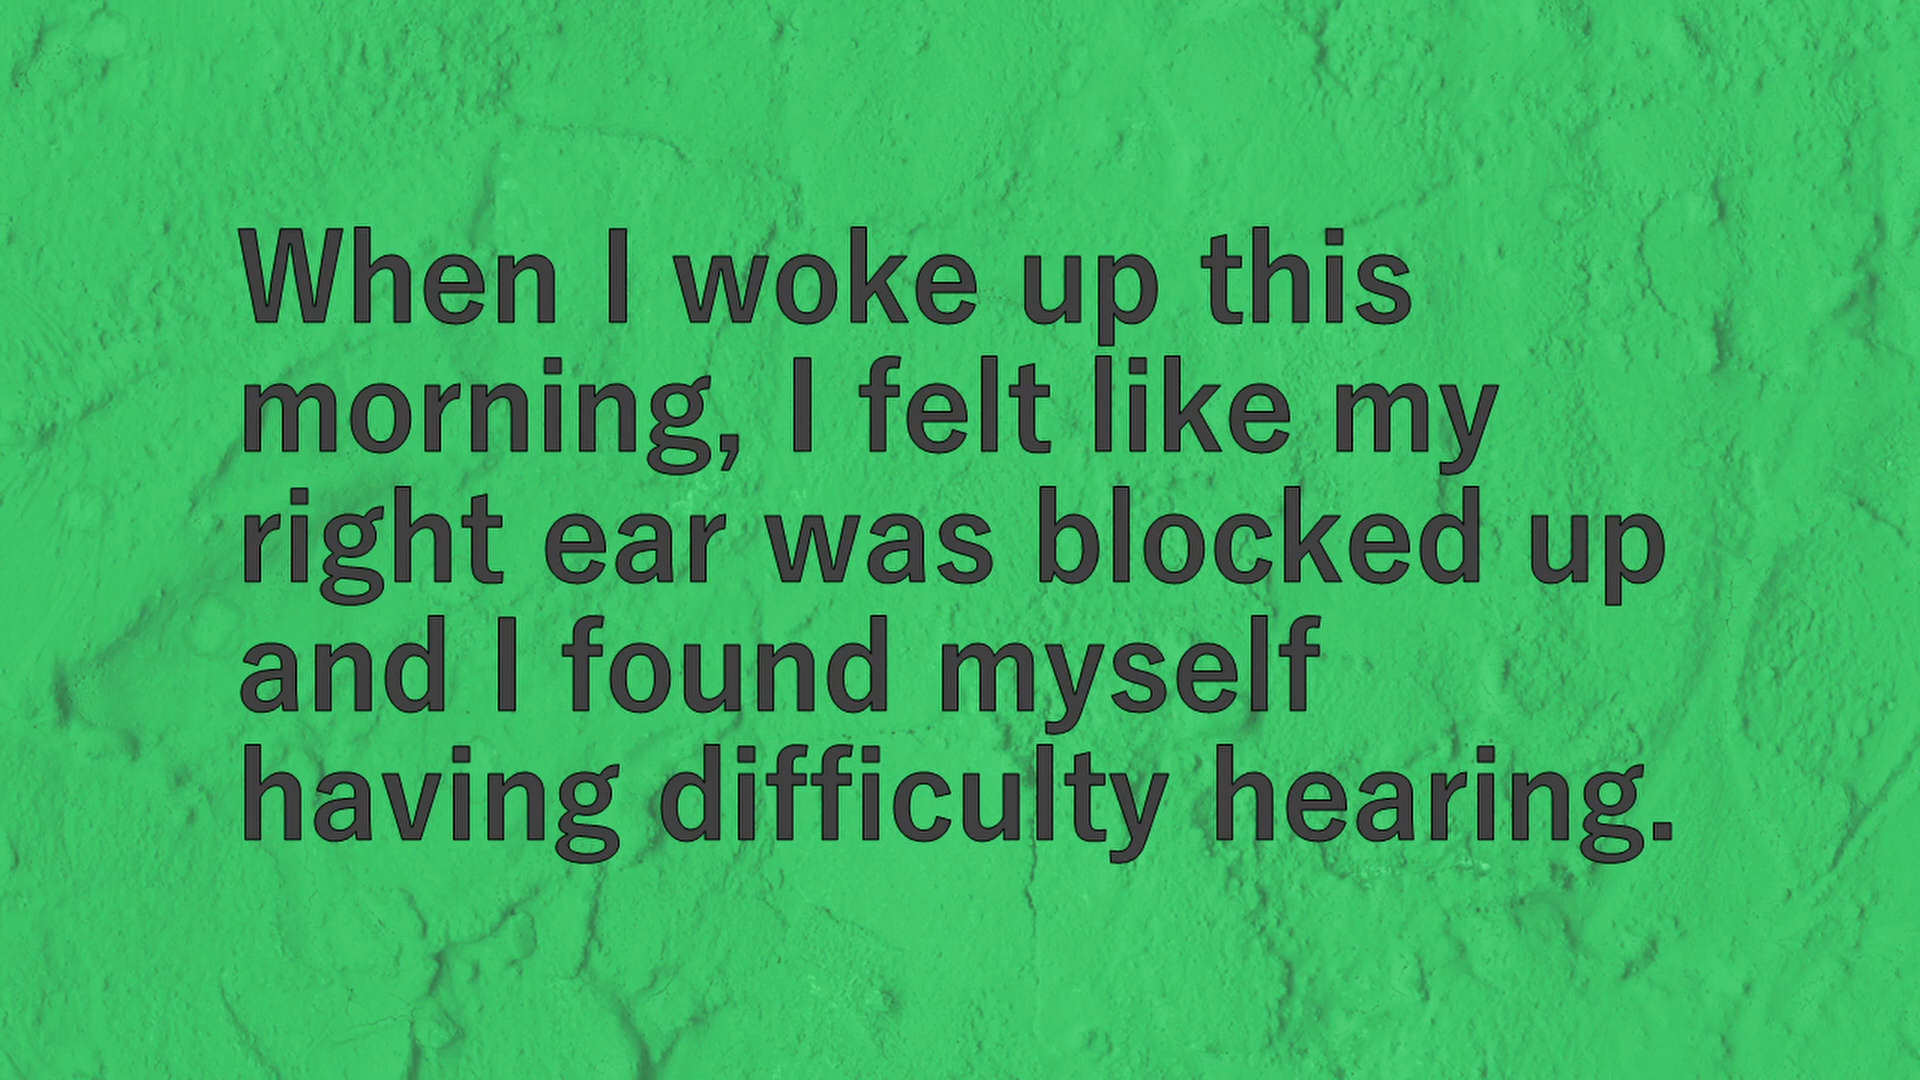 When I woke up this
morning, I felt like my
right ear was blocked up
and I found myself
having difficulty hearing.